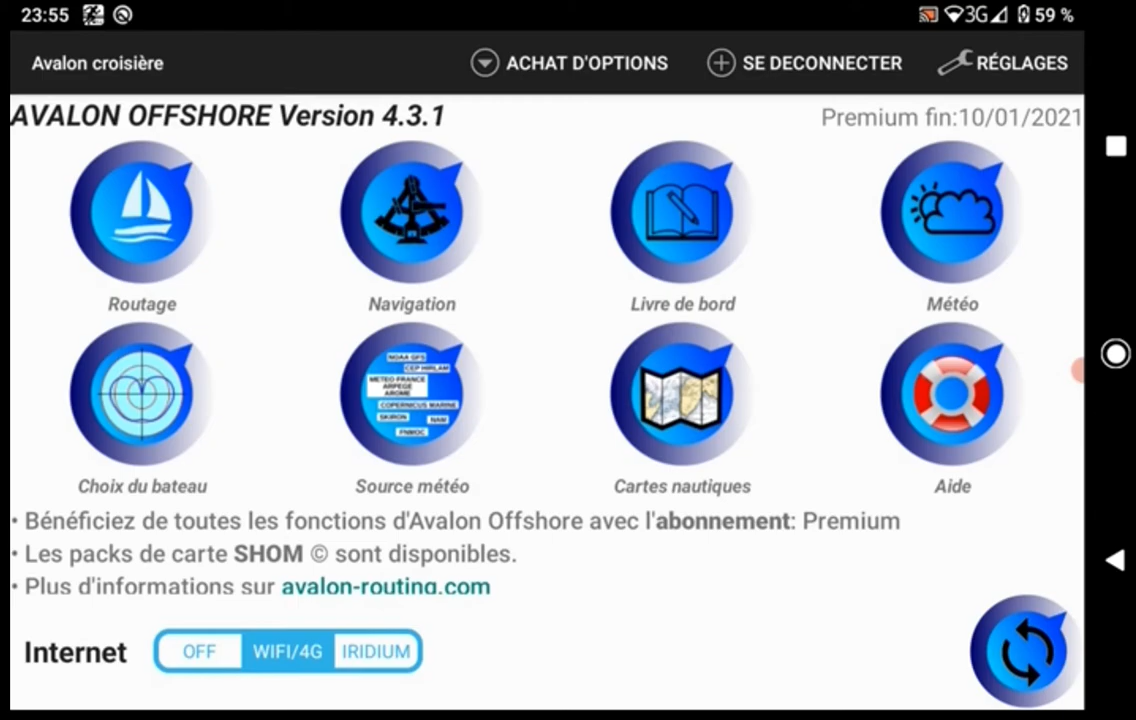 23:55 3G 59 %
Avalon croisière ACHAT D'OPTIONS SE DECONNECTER RÉGLAGES
AVALON OFFSHORE Version 4.3.1 Premium fin:10/01/2021
Routage Navigation Livre de bord Météo
NOAA GFS
CEP HIRLAM
METEO FRANCE
ARPEGE
AROME
COPERNICUS MARINE
SKIRON NAM
FNMOC
Choix du bateau Source météo Cartes nautiques Aide
• Bénéficiez de toutes les fonctions d'Avalon Offshore avec l'abonnement: Premium
• Les packs de carte SHOM © sont disponibles.
• Plus d'informations sur avalon-routing.com
Internet OFF WIFI/4G IRIDIUM